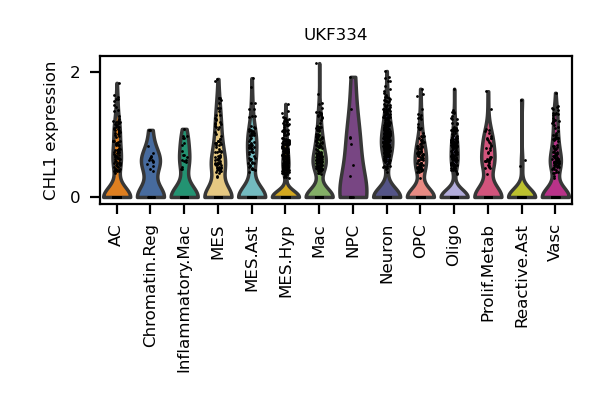 UKF334
CHL1 expression
2
0
AC
Chromatin.Reg
Inflammatory.Mac
MES
MES.Ast
MES.Hyp
Mac
NPC
Neuron
OPC
Oligo
Prolif.Metab
Reactive.Ast
Vasc